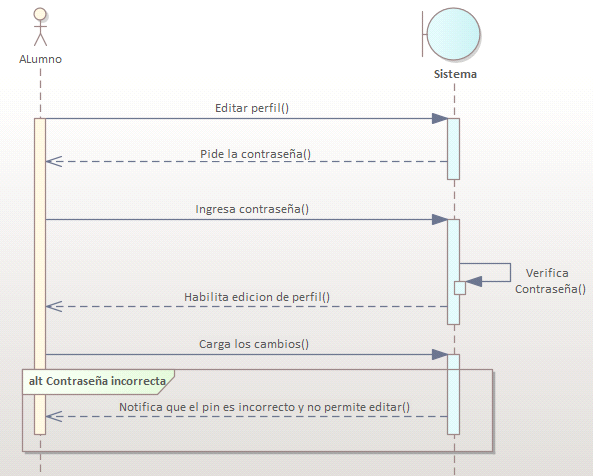 ALumno
Sistema
Editar perfil()
Pide la contraseña()
Ingresa contraseña()
Verifica
Contraseña()
Habilita edicion de perfil()
Carga los cambios()
alt Contraseña incorrecta
Notifica que el pin es incorrecto y no permite editar()